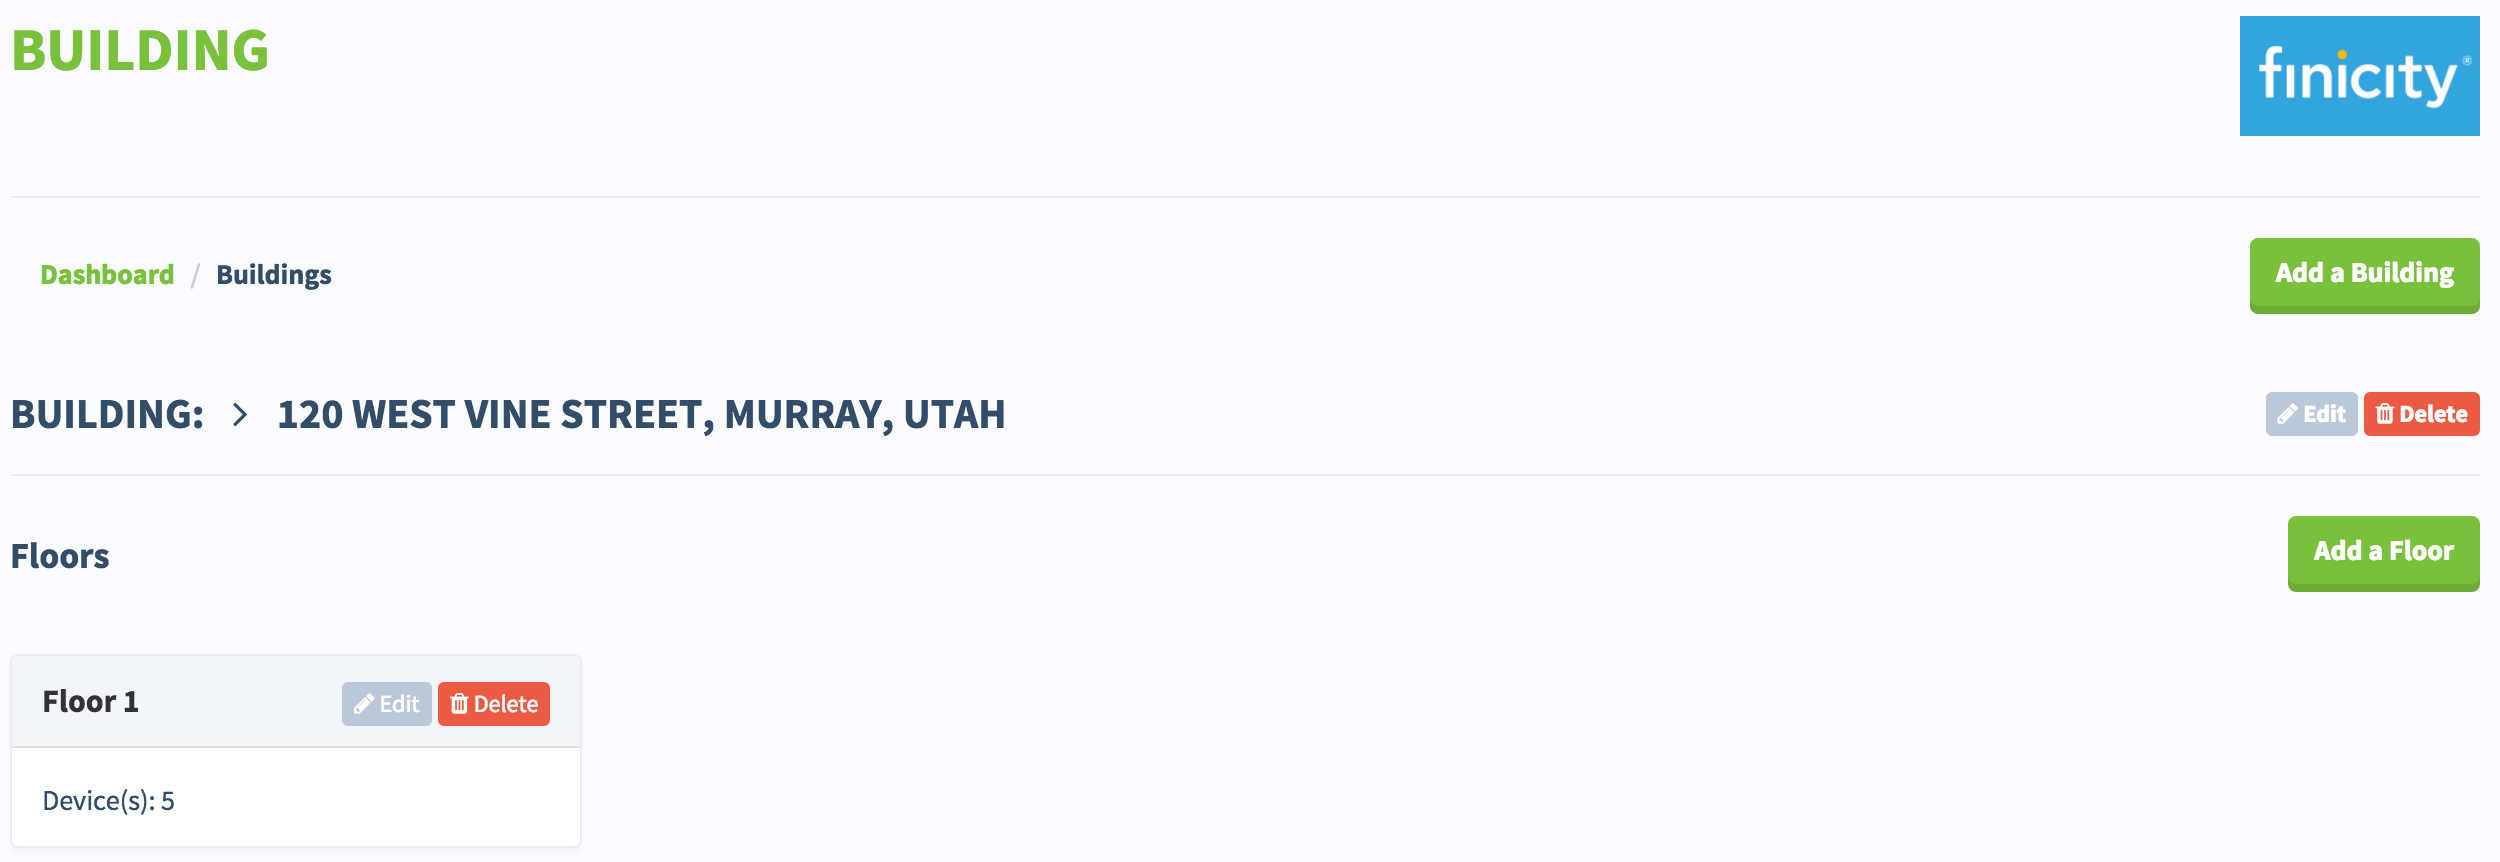 BUILDING
finicity®
Dashboard / Buildings
Add a Building
BUILDING: > 120 WEST VINE STREET, MURRAY, UTAH
Edit Delete
Floors
Add a Floor
Floor 1
Edit Delete
Device(s): 5